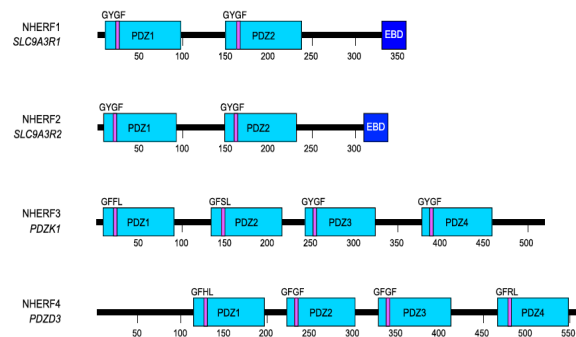 GYGF GYGF
NHERF1 PDZ1 PDZ2 EBD
SLC9A3R1
50 100 150 200 250 300 350
GYGF GYGF
NHERF2 PDZ1 PDZ2 EBD
SLC9A3R2
50 100 150 200 250 300
GFFL GFSL GYGF GYGF
NHERF3 PDZ1 PDZ2 PDZ3 PDZ4
PDZK1
50 100 150 200 250 300 350 400 450 500
GFHL GFGF GFGF GFRL
NHERF4 PDZ1 PDZ2 PDZ3 PDZ4
PDZD3
50 100 150 200 250 300 350 400 450 500 550